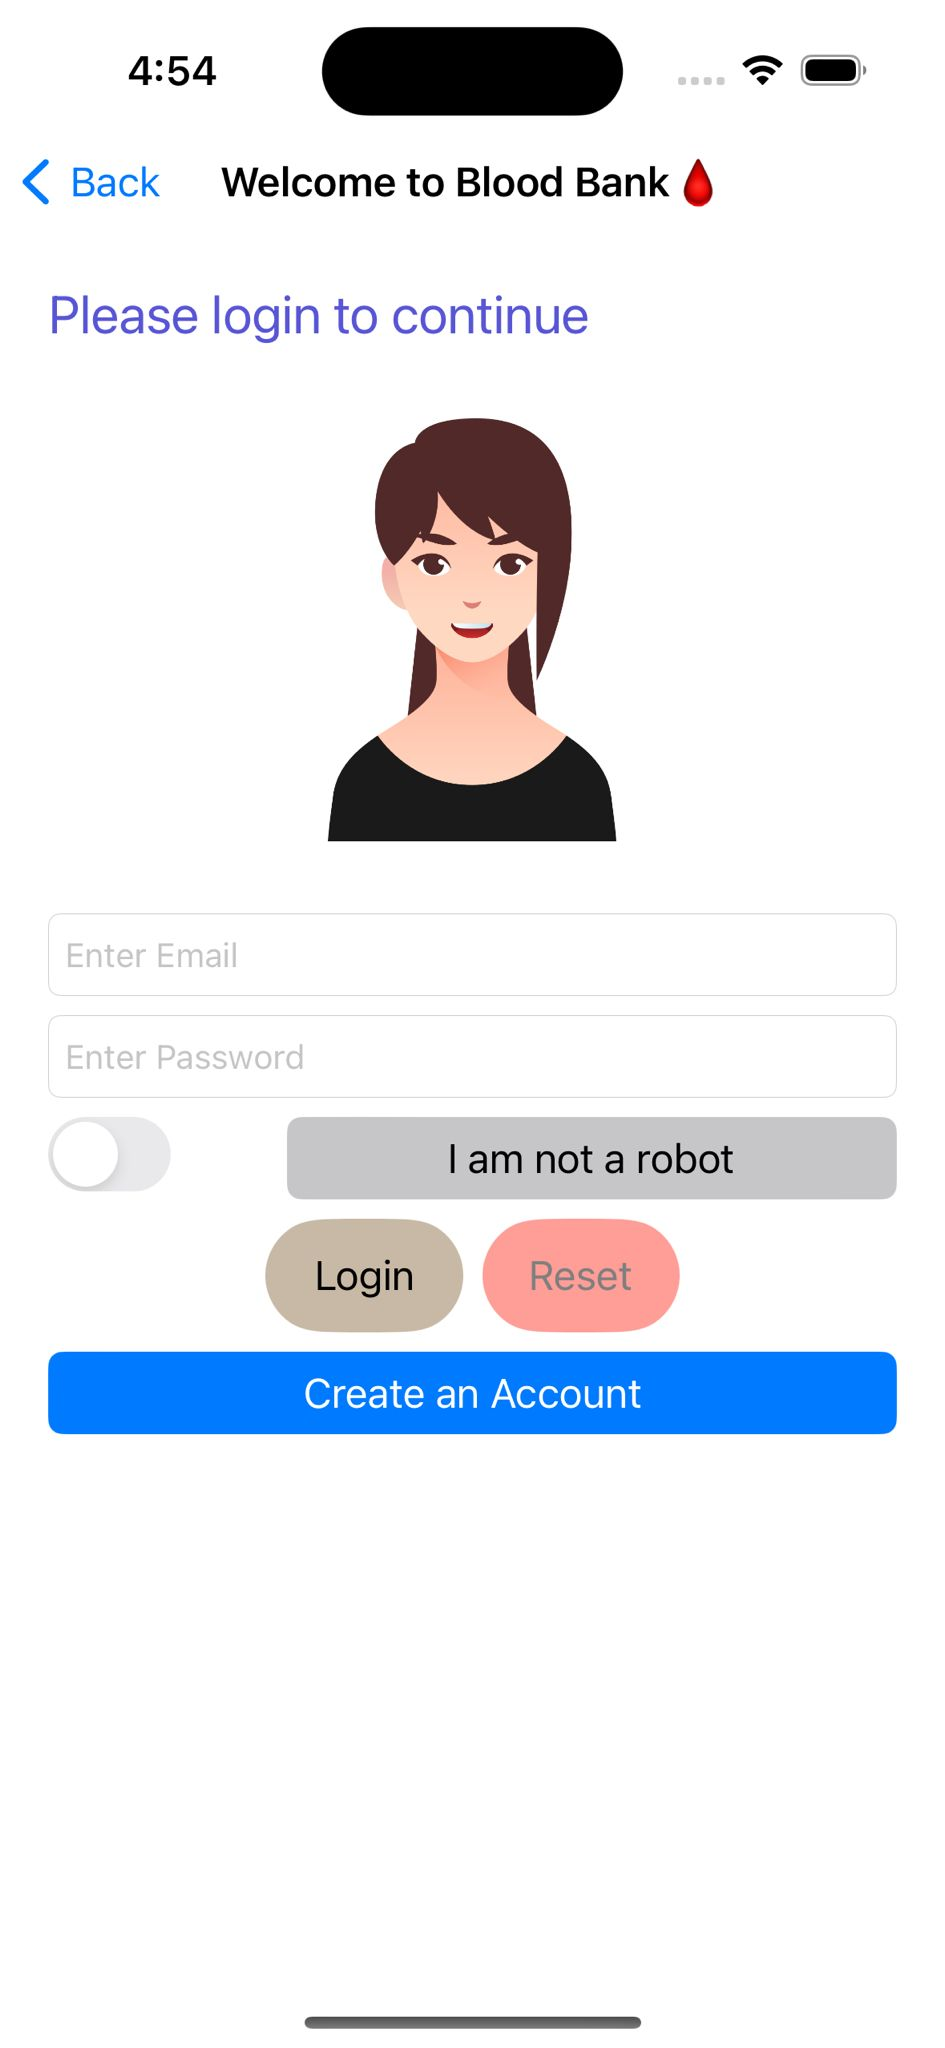 4:54
Back Welcome to Blood Bank🩸
Please login to continue
Enter Email
Enter Password
I am not a robot
Login Reset
Create an Account